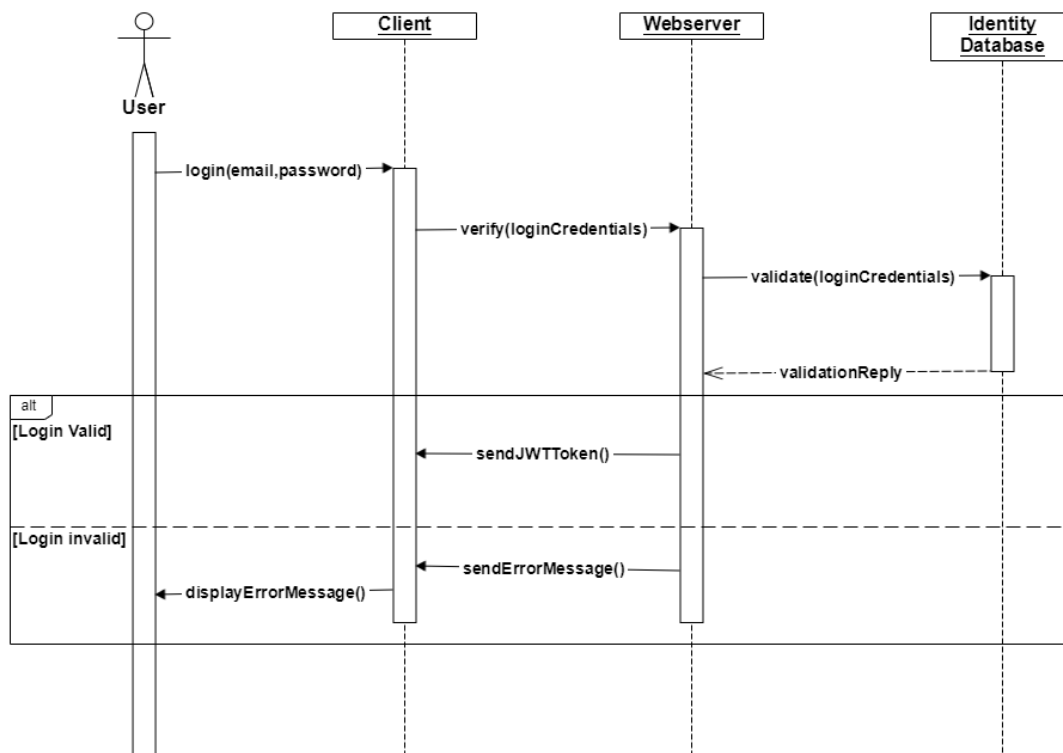 Client
Webserver
Identity
Database
User
login(email,password)
verify(loginCredentials)
validate(loginCredentials)
validationReply
alt
[Login Valid]
sendJWTToken()
[Login invalid]
sendErrorMessage()
displayErrorMessage()